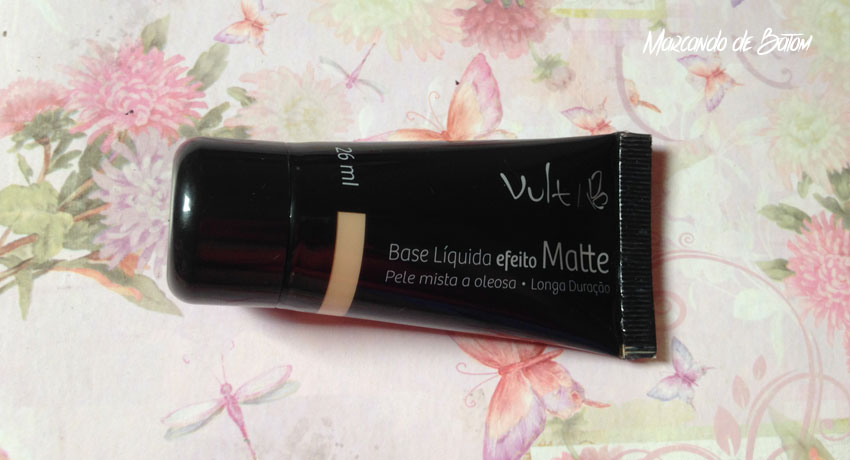 Marcando de Batom
26 ml
Vult
Base Líquida efeito Matte
Pele mista a oleosa • Longa Duração